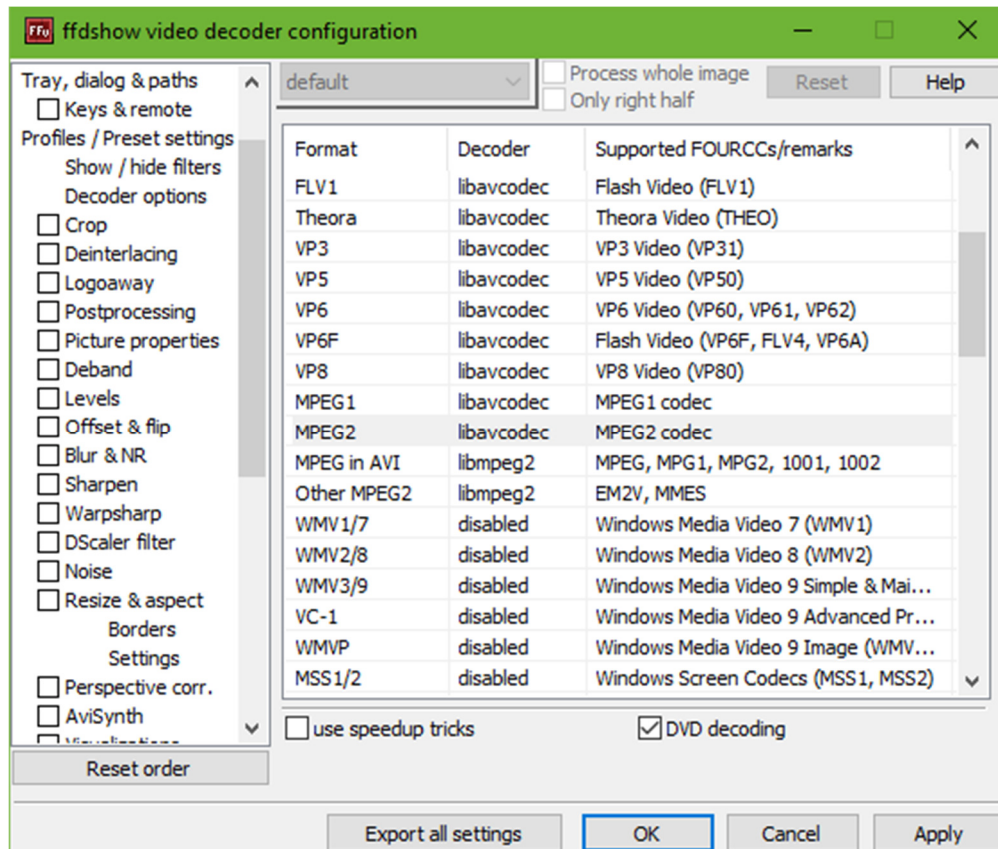 ffdshow video decoder configuration
Tray, dialog & paths
Keys & remote
Profiles / Preset settings
Show / hide filters
Decoder options
Crop
Deinterlacing
Logoaway
Postprocessing
Picture properties
Deband
Levels
Offset & flip
Blur & NR
Sharpen
Warpsharp
DScaler filter
Noise
Resize & aspect
Borders
Settings
Perspective corr.
AviSynth
Reset order
default
Process whole image
Only right half
Reset
Help
Format Decoder Supported FOURCCs/remarks
FLV1 libavcodec Flash Video (FLV1)
Theora libavcodec Theora Video (THEO)
VP3 libavcodec VP3 Video (VP31)
VP5 libavcodec VP5 Video (VP50)
VP6 libavcodec VP6 Video (VP60, VP61, VP62)
VP6F libavcodec Flash Video (VP6F, FLV4, VP6A)
VP8 libavcodec VP8 Video (VP80)
MPEG1 libavcodec MPEG1 codec
MPEG2 libavcodec MPEG2 codec
MPEG in AVI libmpeg2 MPEG, MPG1, MPG2, 1001, 1002
Other MPEG2 libmpeg2 EM2V, MMES
WMV1/7 disabled Windows Media Video 7 (WMV1)
WMV2/8 disabled Windows Media Video 8 (WMV2)
WMV3/9 disabled Windows Media Video 9 Simple & Mai...
VC-1 disabled Windows Media Video 9 Advanced Pr...
WMVP disabled Windows Media Video 9 Image (WMV...
MSS1/2 disabled Windows Screen Codecs (MSS1, MSS2)
use speedup tricks DVD decoding
Export all settings OK Cancel Apply